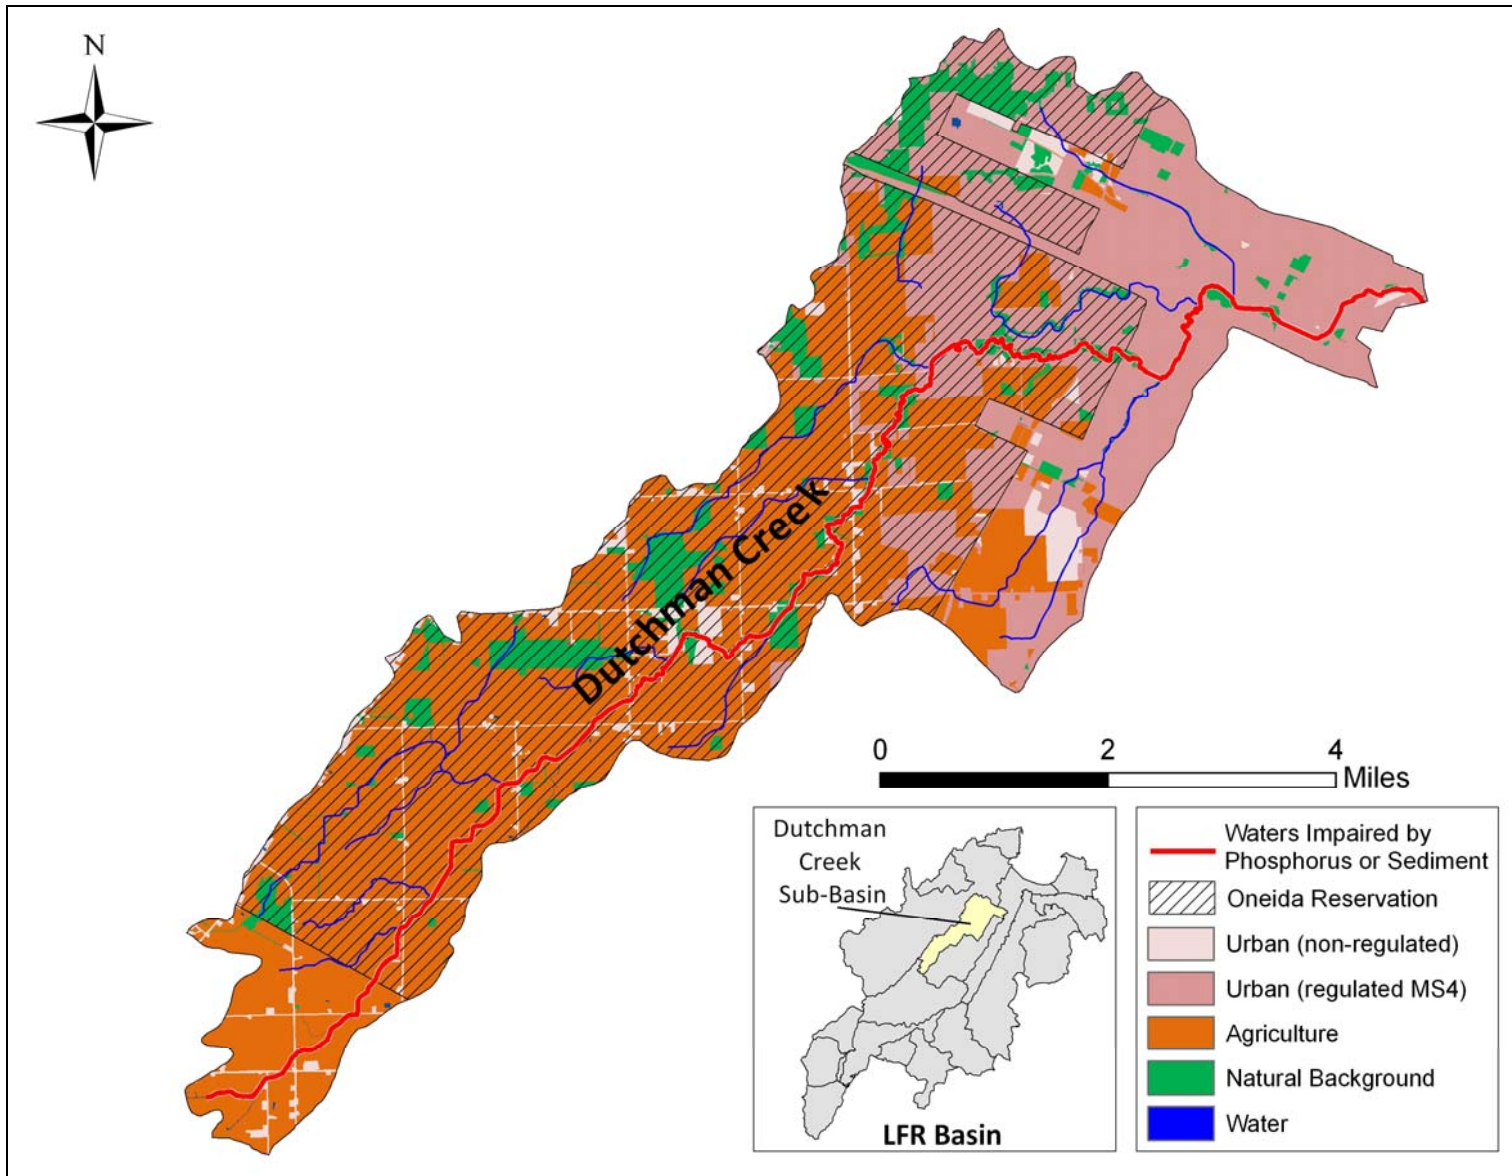 N
Dutchman Creek
0 2 4
Miles
Dutchman
Creek
Sub-Basin
LFR Basin
Waters Impaired by
Phosphorus or Sediment
Oneida Reservation
Urban (non-regulated)
Urban (regulated MS4)
Agriculture
Natural Background
Water